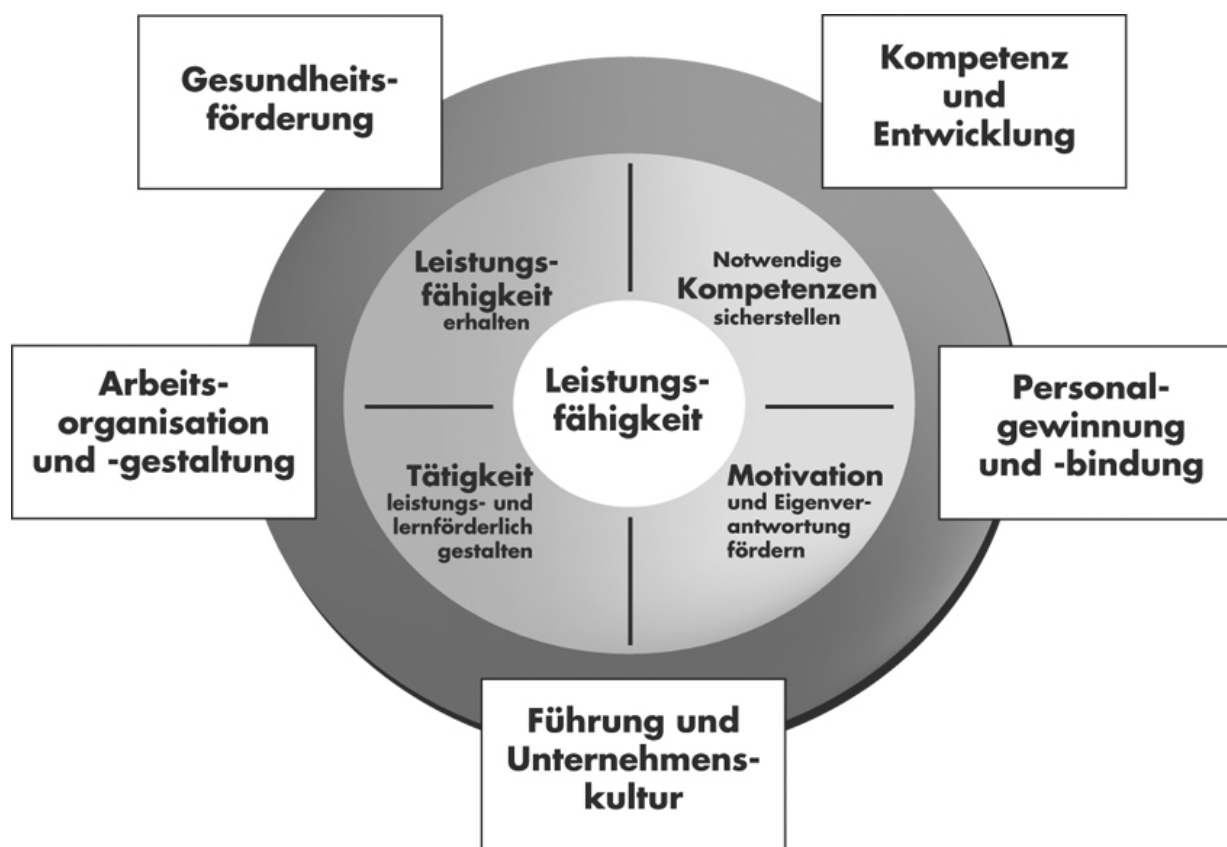 Gesundheits-
förderung
Kompetenz
und
Entwicklung
Leistungs-
fähigkeit
erhalten
Notwendige
Kompetenzen
sicherstellen
Arbeits-
organisation
und -gestaltung
Leistungs-
fähigkeit
Personal-
gewinnung
und -bindung
Tätigkeit
leistungs- und
lernförderlich
gestalten
Motivation
und Eigenver-
antwortung
fördern
Führung und
Unternehmens-
kultur